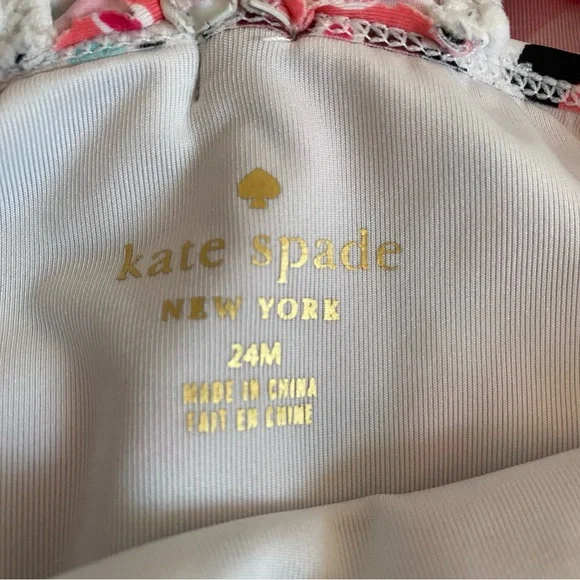 kate spade
NEW YORK
24M
MADE IN CHINA
FAIT EN CHINE